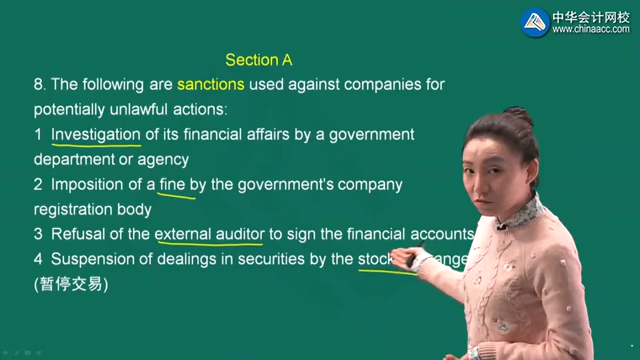 中华会计网校
www.chinaacc.com
Section A
8. The following are sanctions used against companies for
potentially unlawful actions:
1 Investigation of its financial affairs by a government
department or agency
2 Imposition of a fine by the government's company
registration body
3 Refusal of the external auditor to sign the financial accounts
4 Suspension of dealings in securities by the
(暂停交易)